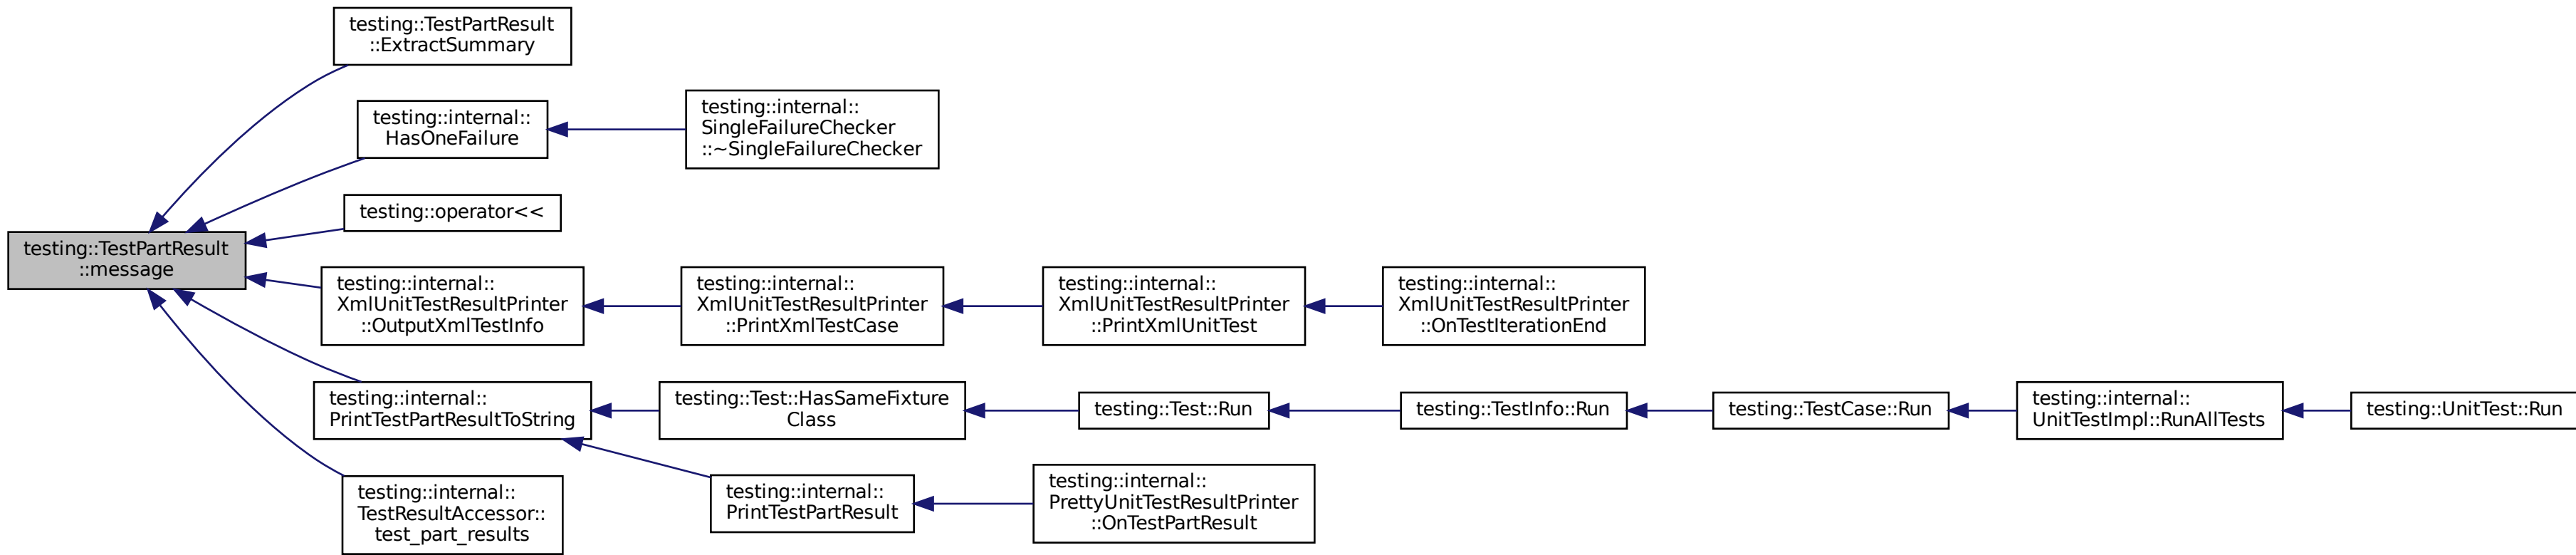 testing::TestPartResult
::ExtractSummary
testing::internal::
HasOneFailure
testing::internal::
SingleFailureChecker
::~SingleFailureChecker
testing::operator<<
testing::TestPartResult
::message
testing::internal::
XmlUnitTestResultPrinter
::OutputXmlTestInfo
testing::internal::
XmlUnitTestResultPrinter
::PrintXmlTestCase
testing::internal::
XmlUnitTestResultPrinter
::PrintXmlUnitTest
testing::internal::
XmlUnitTestResultPrinter
::OnTestIterationEnd
testing::internal::
PrintTestPartResultToString
testing::Test::HasSameFixture
Class
testing::Test::Run
testing::TestInfo::Run
testing::TestCase::Run
testing::internal::
UnitTestImpl::RunAllTests
testing::UnitTest::Run
testing::internal::
TestResultAccessor::
test_part_results
testing::internal::
PrintTestPartResult
testing::internal::
PrettyUnitTestResultPrinter
::OnTestPartResult